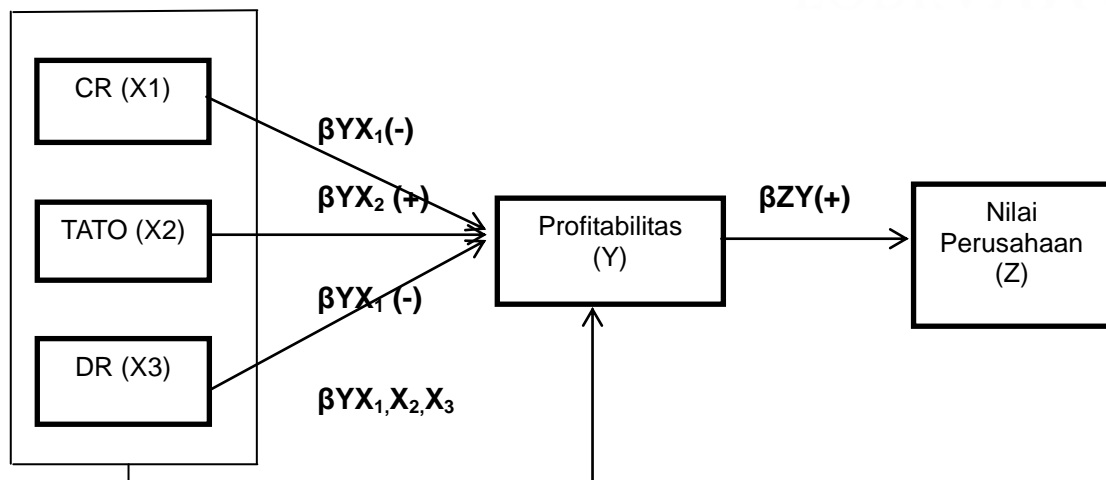 CR (X1)
βYX₁(-)
βYX₂ (+)
TATO (X2)
βYX₁ (-)
DR (X3)
βYX₁,X₂,X₃
Profitabilitas
(Y)
βZY(+)
Nilai
Perusahaan
(Z)